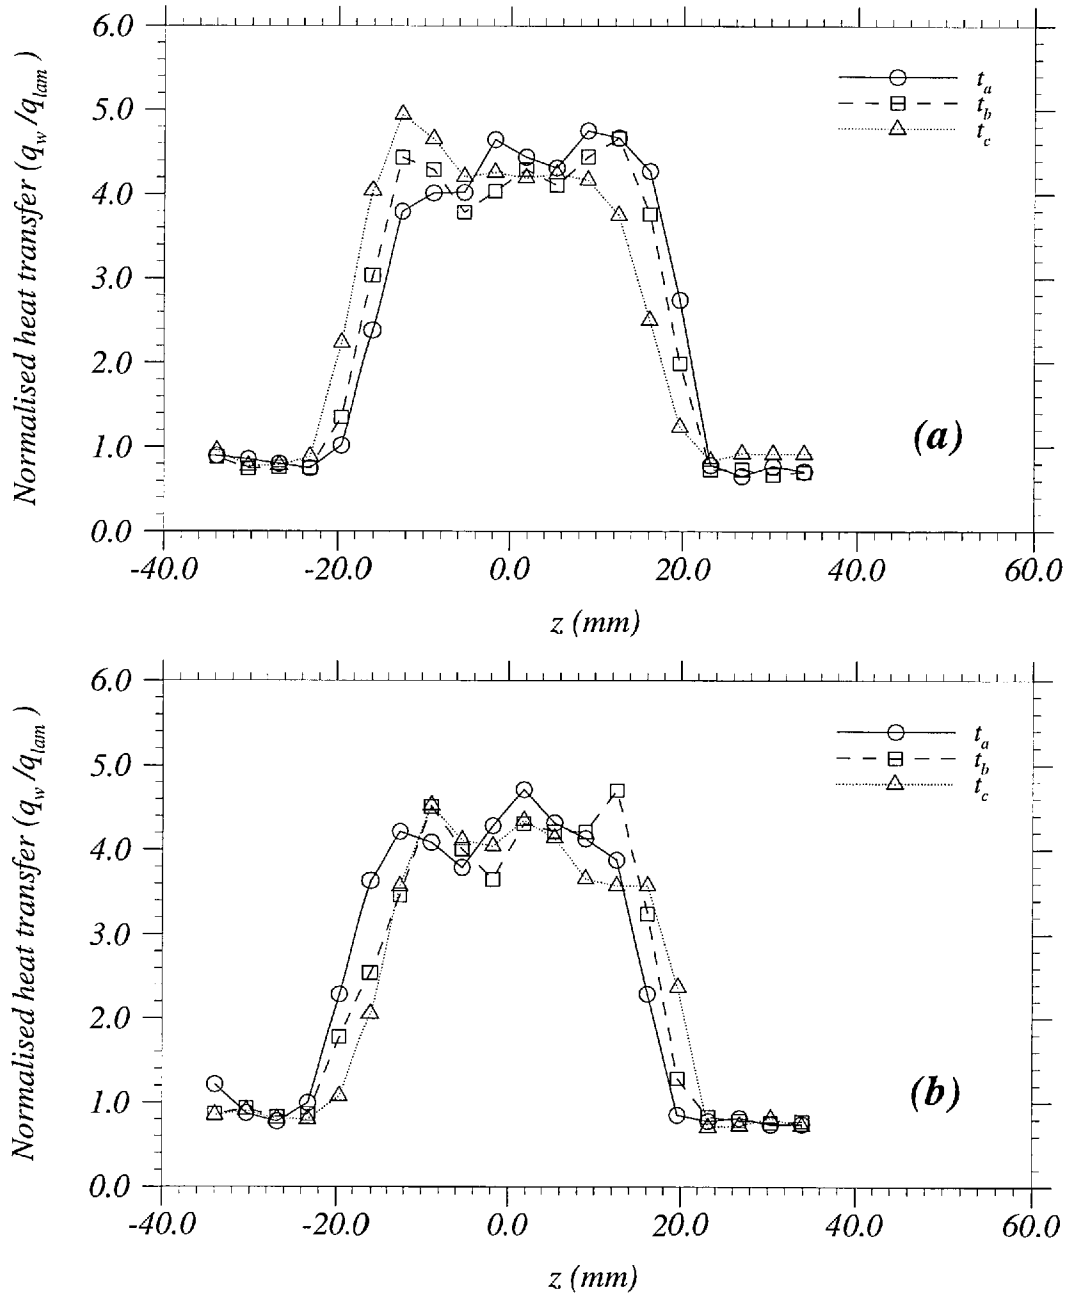 6.0
5.0
4.0
3.0
2.0
1.0
0.0
Normalised heat transfer (q_w/q_lam)
t_a
t_b
t_c
(a)
-40.0 -20.0 0.0 20.0 40.0 60.0
z (mm)
6.0
5.0
4.0
3.0
2.0
1.0
0.0
Normalised heat transfer (q_w/q_lam)
t_a
t_b
t_c
(b)
-40.0 -20.0 0.0 20.0 40.0 60.0
z (mm)